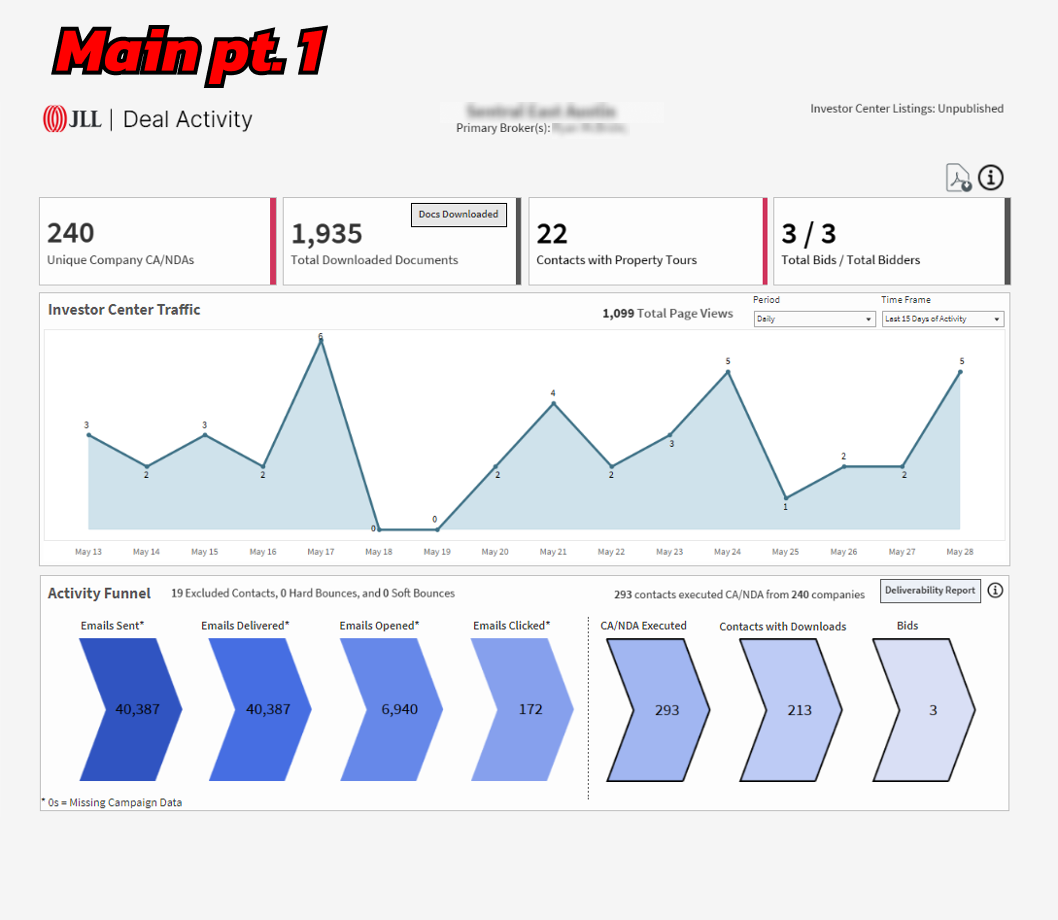 Main pt. 1
JLL | Deal Activity
Primary Broker(s):
Investor Center Listings: Unpublished
240
Unique Company CA/NDAs
Docs Downloaded
1,935
Total Downloaded Documents
22
Contacts with Property Tours
3 / 3
Total Bids / Total Bidders
Investor Center Traffic
1,099 Total Page Views
Period
Daily
Time Frame
Last 15 Days of Activity
3
2
3
2
6
0
0
2
4
2
3
5
1
2
2
5
May 13 May 14 May 15 May 16 May 17 May 18 May 19 May 20 May 21 May 22 May 23 May 24 May 25 May 26 May 27 May 28
Activity Funnel
19 Excluded Contacts, 0 Hard Bounces, and 0 Soft Bounces
293 contacts executed CA/NDA from 240 companies
Deliverability Report
Emails Sent* Emails Delivered* Emails Opened* Emails Clicked* CA/NDA Executed Contacts with Downloads Bids
40,387 40,387 6,940 172 293 213 3
* 0s = Missing Campaign Data